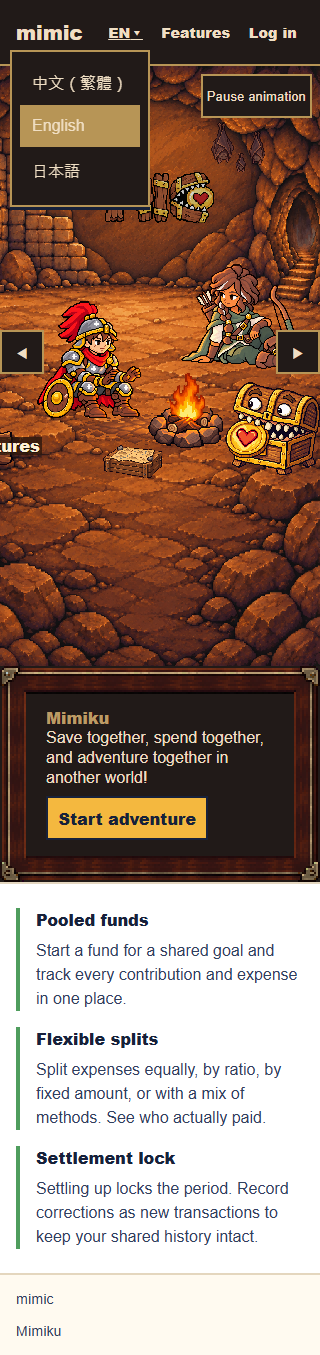 mimic
EN
Features
Log in
中文（繁體）
English
日本語
Pause animation
tures
Mimiku
Save together, spend together,
and adventure together in
another world!
Start adventure
Pooled funds
Start a fund for a shared goal and
track every contribution and expense
in one place.
Flexible splits
Split expenses equally, by ratio, by
fixed amount, or with a mix of
methods. See who actually paid.
Settlement lock
Settling up locks the period. Record
corrections as new transactions to
keep your shared history intact.
mimic
Mimiku